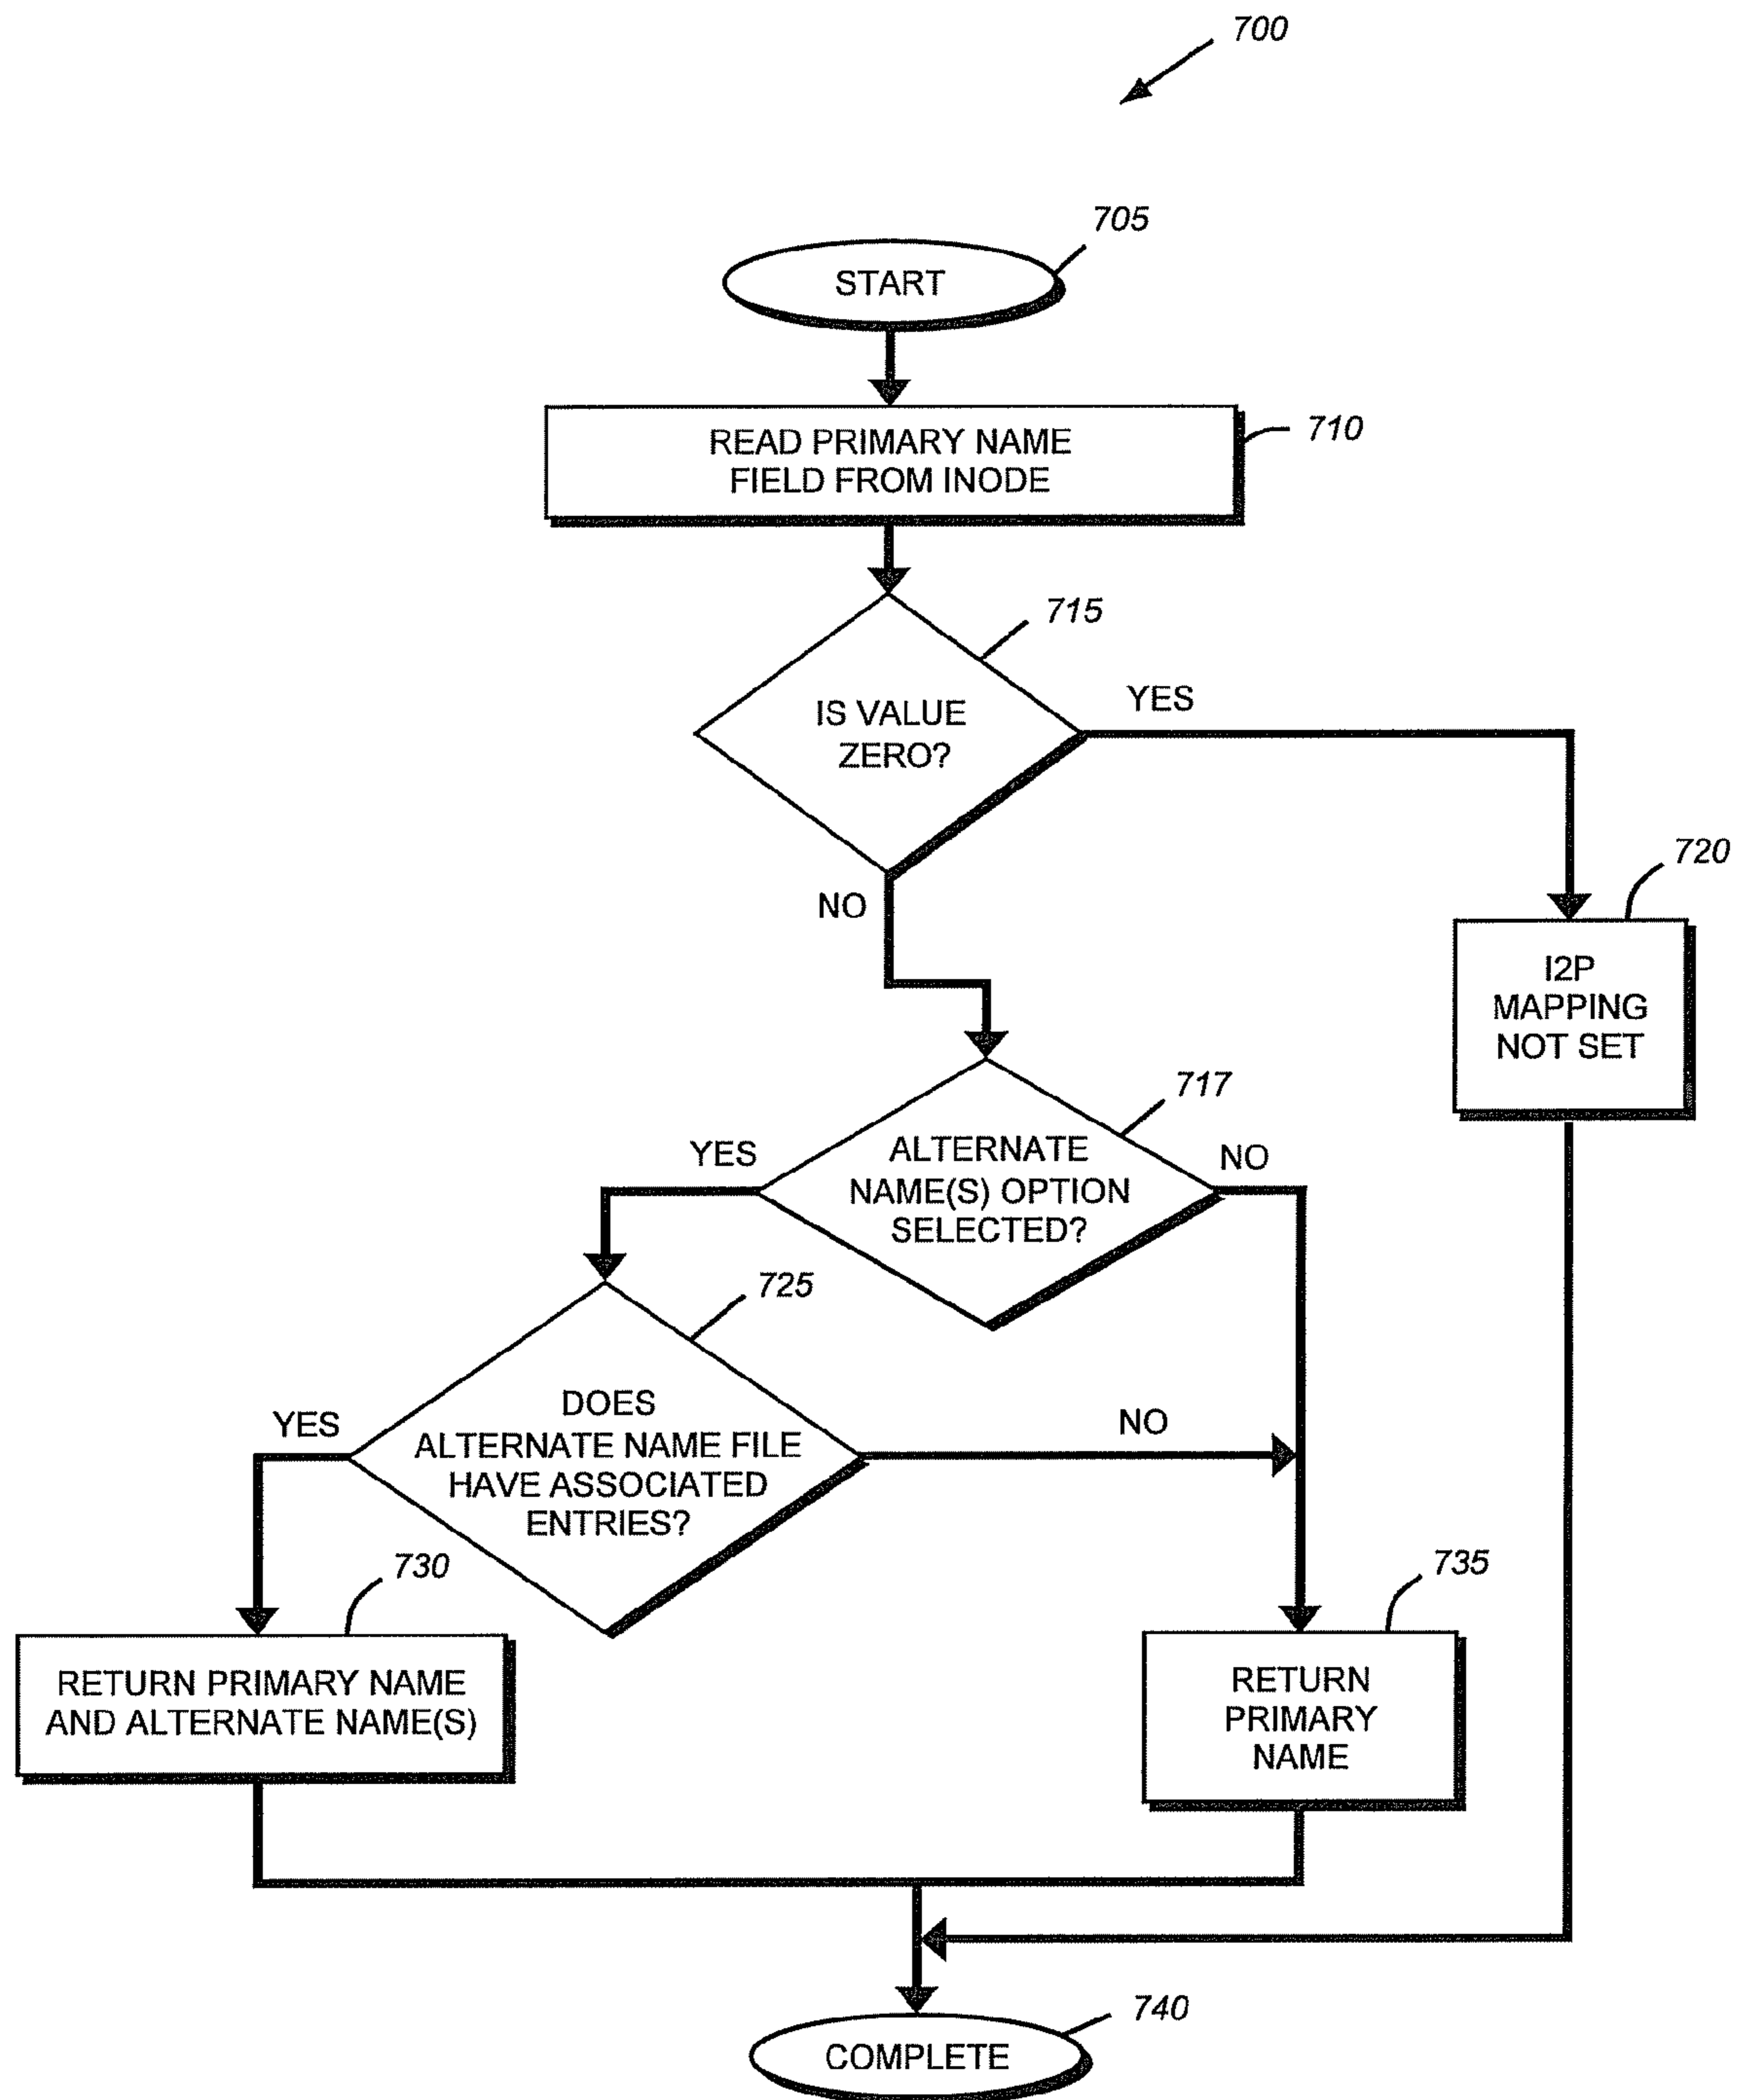 700
705
START
READ PRIMARY NAME
FIELD FROM INODE
710
715
IS VALUE
ZERO?
YES
NO
720
I2P
MAPPING
NOT SET
717
ALTERNATE
NAME(S) OPTION
SELECTED?
YES
NO
725
DOES
ALTERNATE NAME FILE
HAVE ASSOCIATED
ENTRIES?
YES
NO
730
RETURN PRIMARY NAME
AND ALTERNATE NAME(S)
735
RETURN
PRIMARY
NAME
740
COMPLETE